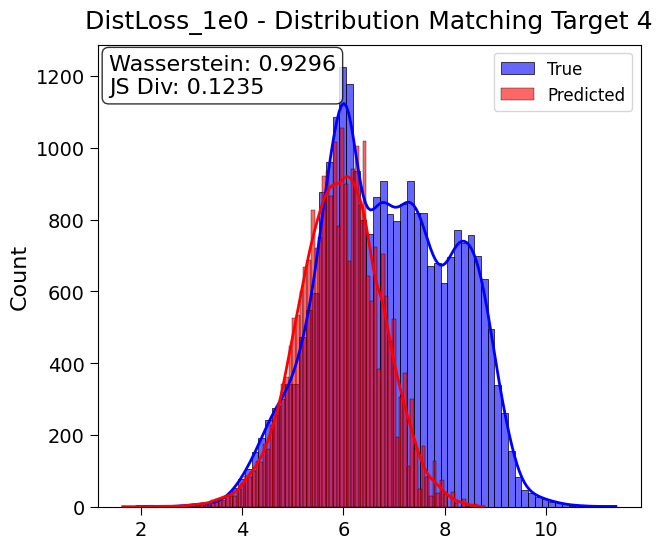 DistLoss_1e0 - Distribution Matching Target 4
Wasserstein: 0.9296
JS Div: 0.1235
True
Predicted
Count
1200
1000
800
600
400
200
0
2 4 6 8 10